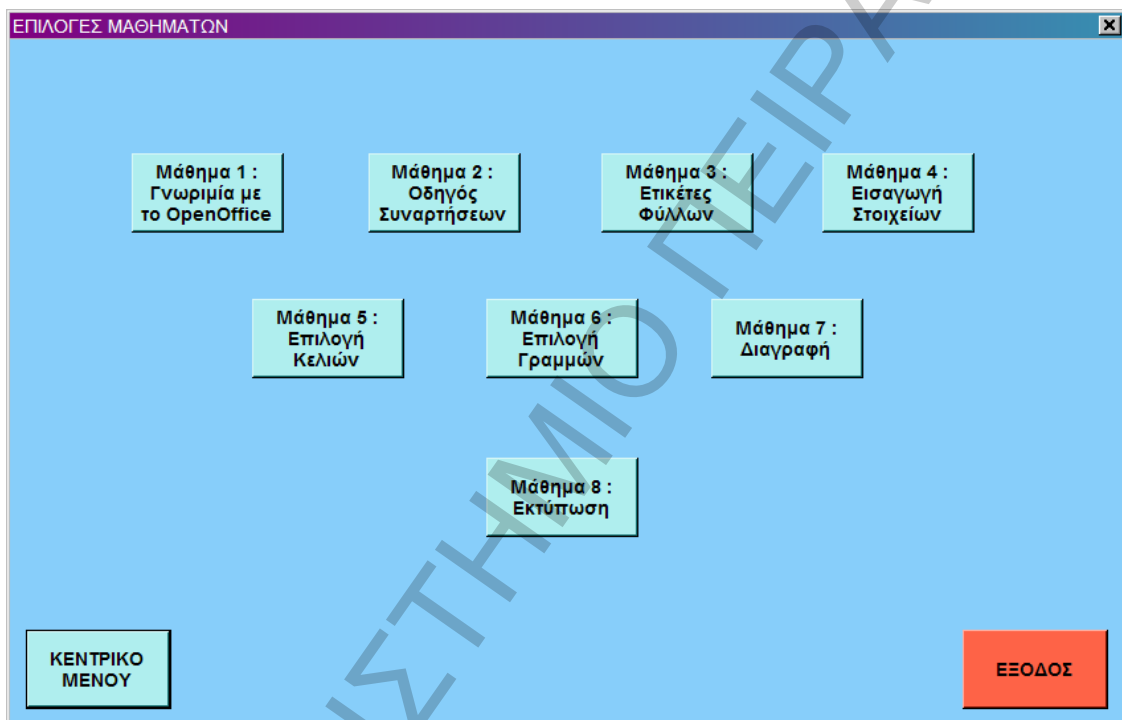 ΕΠΙΛΟΓΕΣ ΜΑΘΗΜΑΤΩΝ
Μάθημα 1 :
Γνωριμία με
το OpenOffice
Μάθημα 2 :
Οδηγός
Συναρτήσεων
Μάθημα 3 :
Ετικέτες
Φύλλων
Μάθημα 4 :
Εισαγωγή
Στοιχείων
Μάθημα 5 :
Επιλογή
Κελιών
Μάθημα 6 :
Επιλογή
Γραμμών
Μάθημα 7 :
Διαγραφή
Μάθημα 8 :
Εκτύπωση
ΚΕΝΤΡΙΚΟ
ΜΕΝΟΥ
ΕΞΟΔΟΣ